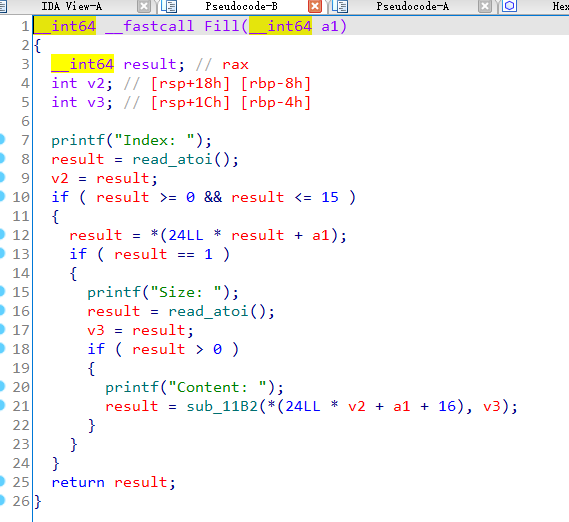 IDA View-A Pseudocode-B Pseudocode-A Hex
1 __int64 __fastcall Fill(__int64 a1)
2 {
3 __int64 result; // rax
4 int v2; // [rsp+18h] [rbp-8h]
5 int v3; // [rsp+1Ch] [rbp-4h]
6
7 printf("Index: ");
8 result = read_atoi();
9 v2 = result;
10 if ( result >= 0 && result <= 15 )
11 {
12 result = *(24LL * result + a1);
13 if ( result == 1 )
14 {
15 printf("Size: ");
16 result = read_atoi();
17 v3 = result;
18 if ( result > 0 )
19 {
20 printf("Content: ");
21 result = sub_11B2(*(24LL * v2 + a1 + 16), v3);
22 }
23 }
24 }
25 return result;
26 }